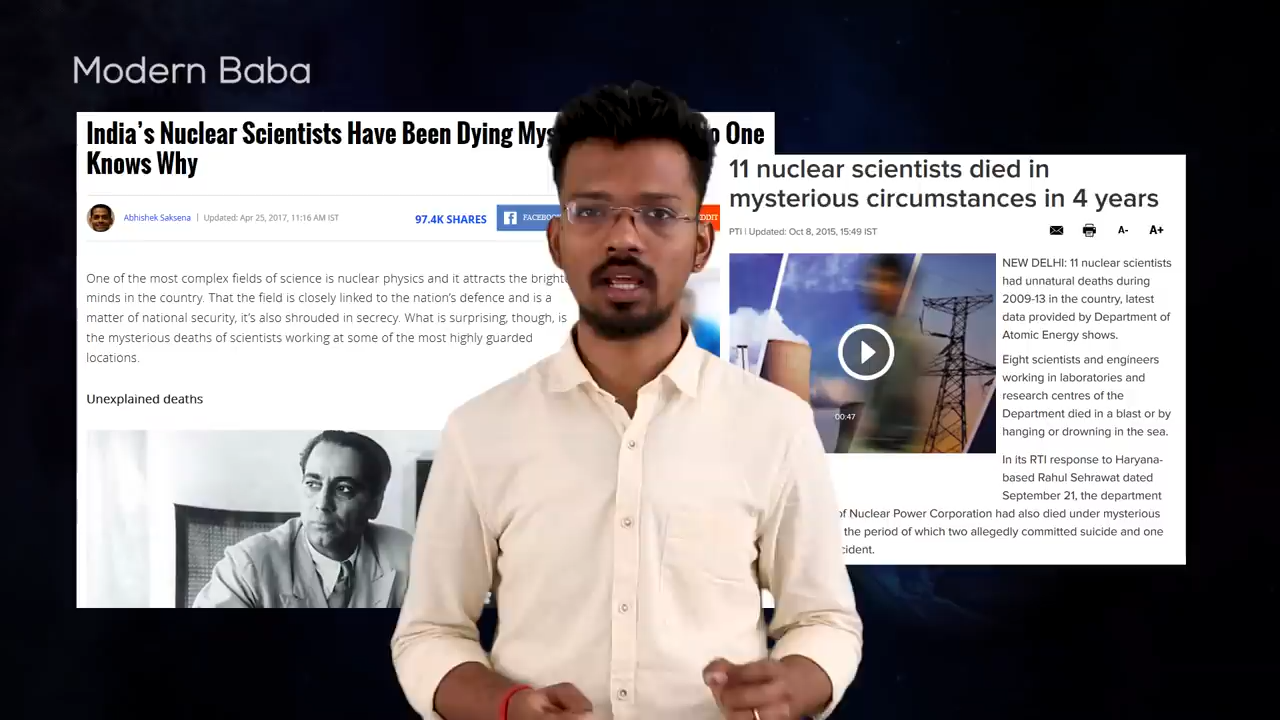 Modern Baba
India's Nuclear Scientists Have Been Dying One
Knows Why
Abhishek Saksena | Updated: Apr 25, 2017, 11:16 AM IST
97.4K SHARES
One of the most complex fields of science is nuclear physics and it attracts the
minds in the country. That the field is closely linked to the nation's defence and is a
matter of national security, it's also shrouded in secrecy. What is surprising, though, is
the mysterious deaths of scientists working at some of the most highly guarded
locations.
Unexplained deaths
11 nuclear scientists died in
mysterious circumstances in 4 years
PTI | Updated: Oct 8, 2015, 15:49 IST
A-
A+
00:47
NEW DELHI: 11 nuclear scientists
had unnatural deaths during
2009-13 in the country, latest
data provided by Department of
Atomic Energy shows.
Eight scientists and engineers
working in laboratories and
research centres of the
Department died in a blast or by
hanging or drowning in the sea.
In its RTI response to Haryana-
based Rahul Sehrawat dated
September 21, the department
of Nuclear Power Corporation had also died under mysterious
the period of which two allegedly committed suicide and one